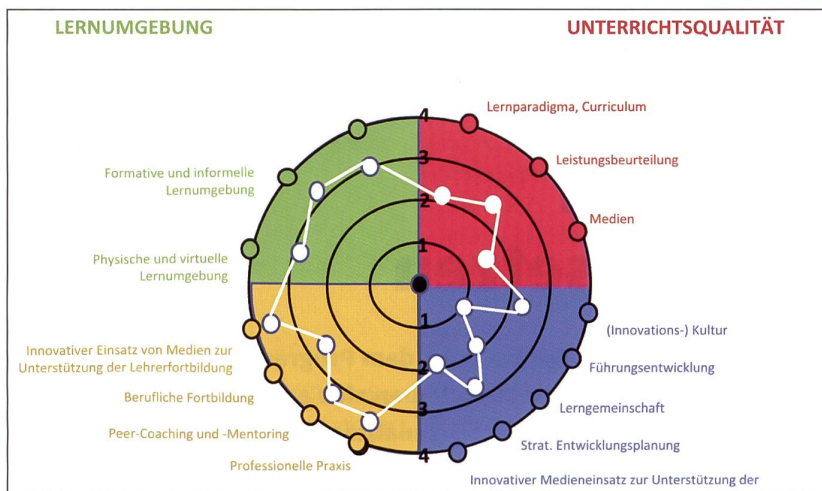 LERNUMGEBUNG
UNTERRICHTSQUALITÄT
4
3
2
1
1
2
3
4
Lernparadigma, Curriculum
Leistungsbeurteilung
Medien
(Innovations-) Kultur
Führungsentwicklung
Lerngemeinschaft
Strat. Entwicklungsplanung
Innovativer Medieneinsatz zur Unterstützung der
Formative und informelle
Lernumgebung
Physische und virtuelle
Lernumgebung
Innovativer Einsatz von Medien zur
Unterstützung der Lehrerfortbildung
Berufliche Fortbildung
Peer-Coaching und -Mentoring
Professionelle Praxis